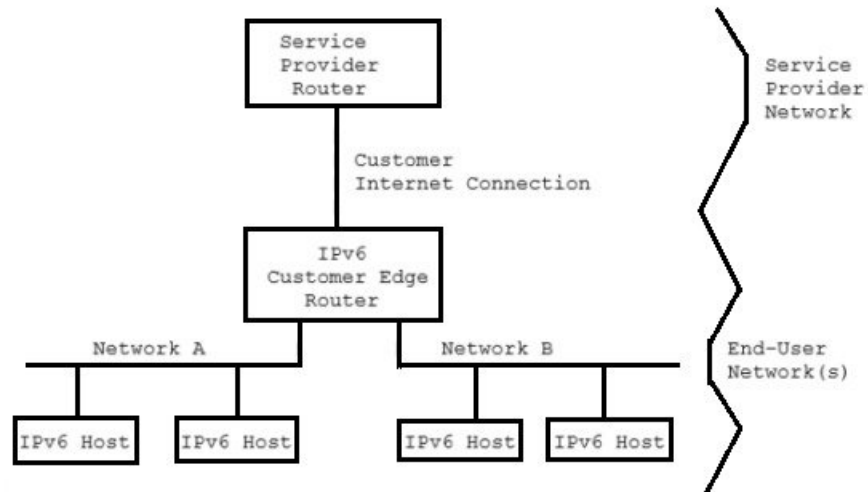 Service
Provider
Router
Service
Provider
Network
Customer
Internet Connection
IPv6
Customer Edge
Router
Network A
Network B
End-User
Network(s)
IPv6 Host
IPv6 Host
IPv6 Host
IPv6 Host